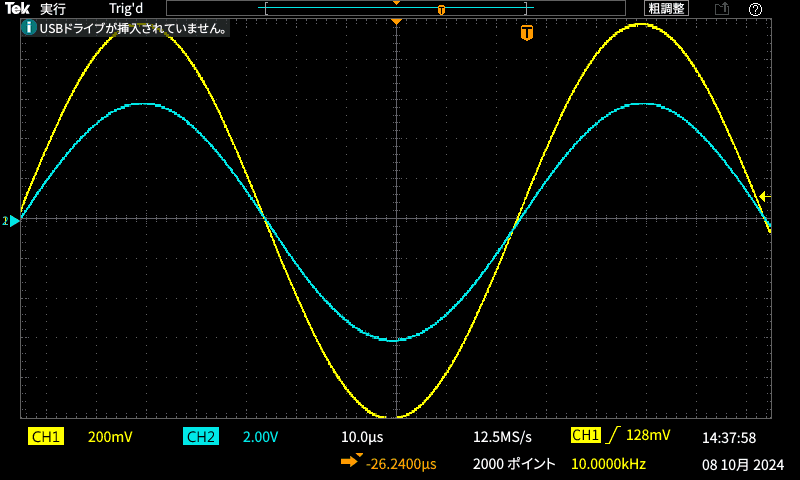 Tek 実行 Trig'd 粗調整
USBドライブが挿入されていません。
T
T
2
CH1 200mV CH2 2.00V 10.0µs 12.5MS/s CH1 128mV 14:37:58
-26.2400µs 2000 ポイント 10.0000kHz 08 10月 2024